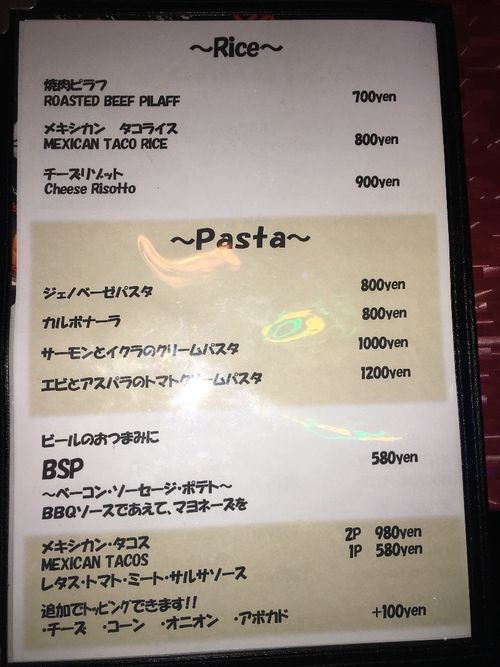 ～Rice～
焼肉ピラフ
ROASTED BEEF PILAFF 700yen
メキシカン　タコライス
MEXICAN TACO RICE 800yen
チーズリゾット
Cheese Risotto 900yen
～Pasta～
ジェノベーゼパスタ 800yen
カルボナーラ 800yen
サーモンとイクラのクリームパスタ 1000yen
エビとアスパラのトマトクリームパスタ 1200yen
ビールのおつまみに
BSP 580yen
～ベーコン・ソーセージ・ポテト～
BBQソースであえて、マヨネーズを
メキシカン・タコス 2P 980yen
MEXICAN TACOS 1P 580yen
レタス・トマト・ミート・サルサソース
追加でトッピングできます!!
・チーズ ・コーン ・オニオン ・アボカド +100yen